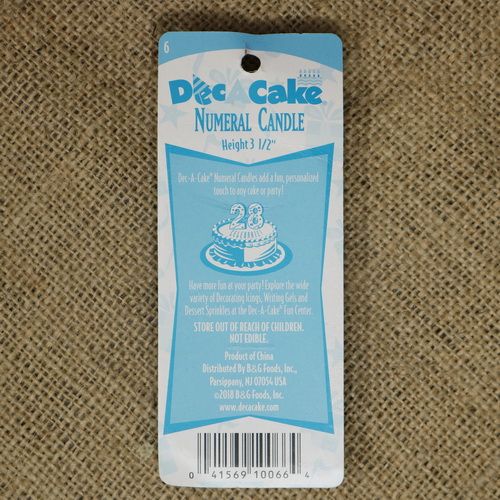 6
Dec A Cake
NUMERAL CANDLE
Height 3 1/2"
Dec-A-Cake® Numeral Candles add a fun, personalized
touch to any cake or party!
28
Have more fun at your party! Explore the wide
variety of Decorating Icings, Writing Gels and
Dessert Sprinkles at the Dec-A-Cake® Fun Center.
STORE OUT OF REACH OF CHILDREN.
NOT EDIBLE.
Product of China
Distributed By B&G Foods, Inc.,
Parsippany, NJ 07054 USA
©2018 B&G Foods, Inc.
www.decacake.com
0 41569 10066 4